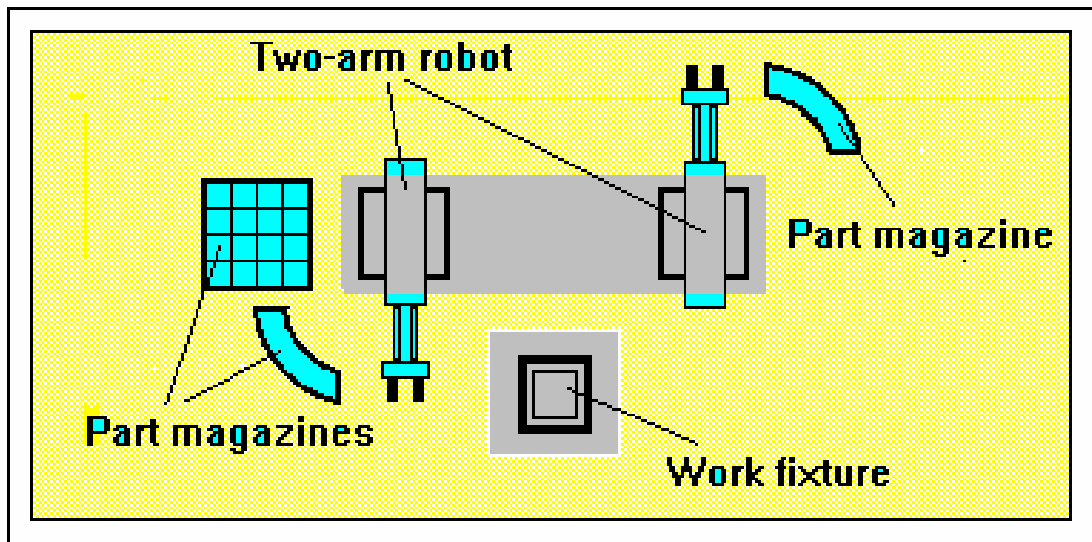 Two-arm robot
Part magazine
Part magazines
Work fixture